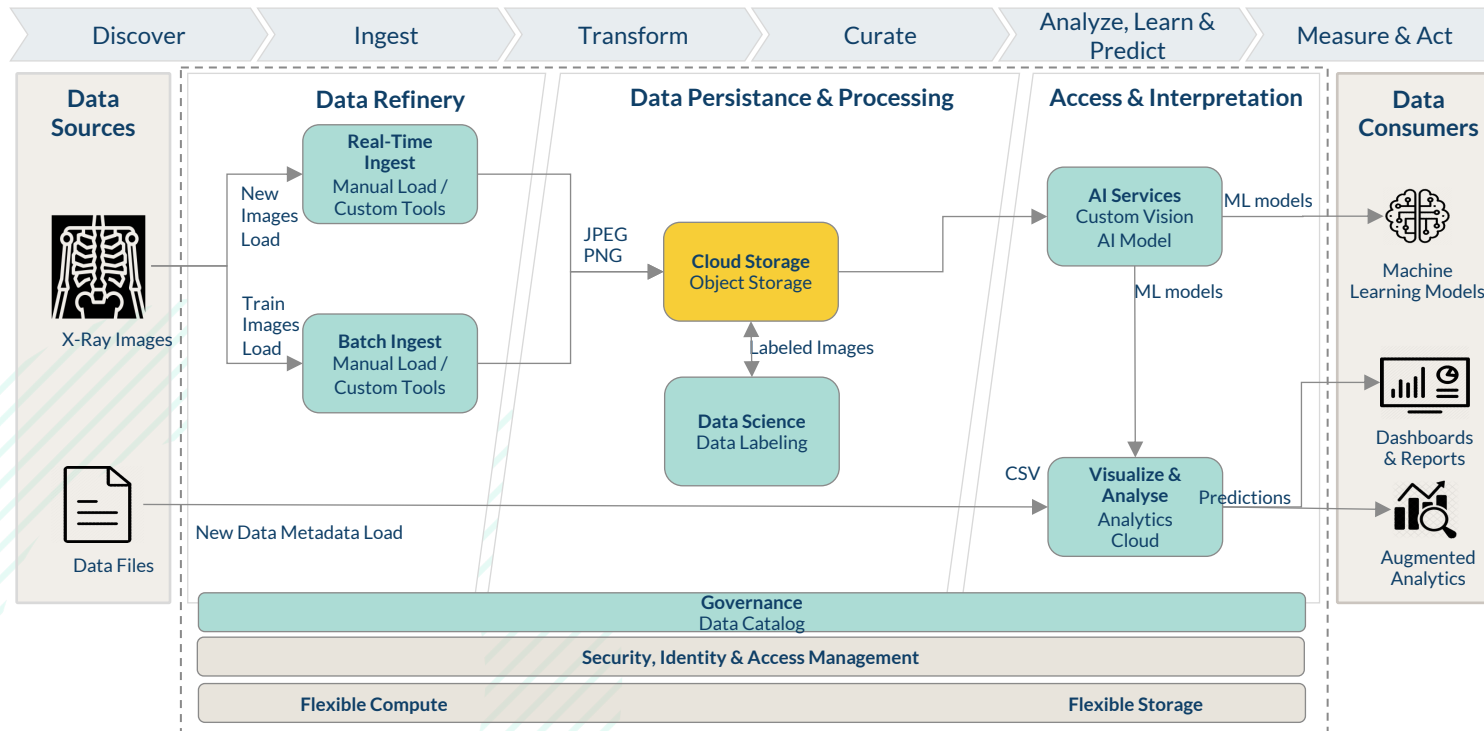 Discover
Ingest
Transform
Curate
Analyze, Learn &
Predict
Measure & Act
Data
Sources
Data Refinery
Data Persistance & Processing
Access & Interpretation
Data
Consumers
Real-Time
Ingest
Manual Load /
Custom Tools
New
Images
Load
JPEG
PNG
Cloud Storage
Object Storage
AI Services
Custom Vision
AI Model
ML models
Machine
Learning Models
ML models
Train
Images
Load
X-Ray Images
Batch Ingest
Manual Load /
Custom Tools
Labeled Images
Data Science
Data Labeling
Dashboards
& Reports
CSV
Visualize &
Analyse
Analytics
Cloud
Predictions
New Data Metadata Load
Data Files
Augmented
Analytics
Governance
Data Catalog
Security, Identity & Access Management
Flexible Compute
Flexible Storage